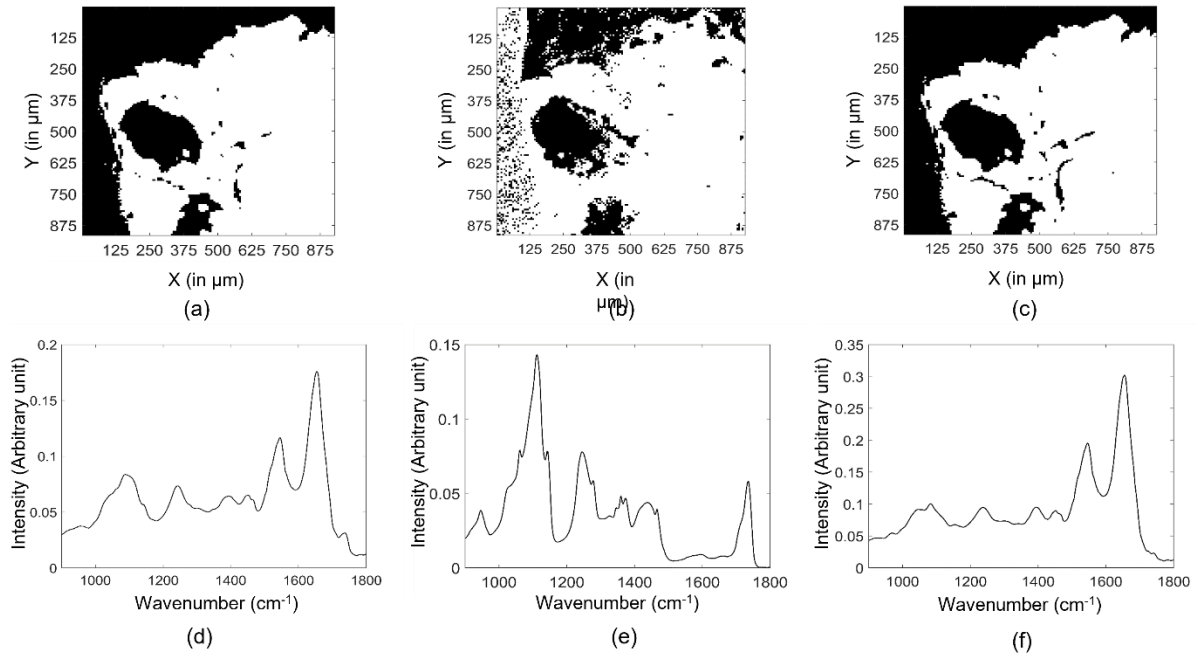 125
250
375
500
625
750
875
Y (in µm)
125 250 375 500 625 750 875
X (in µm)
(a)
125
250
375
500
625
750
875
Y (in µm)
125 250 375 500 625 750 875
X (in
µm)
(b)
125
250
375
500
625
750
875
Y (in µm)
125 250 375 500 625 750 875
X (in µm)
(c)
0.2
0.15
0.1
0.05
0
Intensity (Arbitrary unit)
1000 1200 1400 1600 1800
Wavenumber (cm⁻¹)
(d)
0.15
0.1
0.05
0
Intensity (Arbitrary unit)
1000 1200 1400 1600 1800
Wavenumber (cm⁻¹)
(e)
0.35
0.3
0.25
0.2
0.15
0.1
0.05
0
Intensity (Arbitrary unit)
1000 1200 1400 1600 1800
Wavenumber (cm⁻¹)
(f)